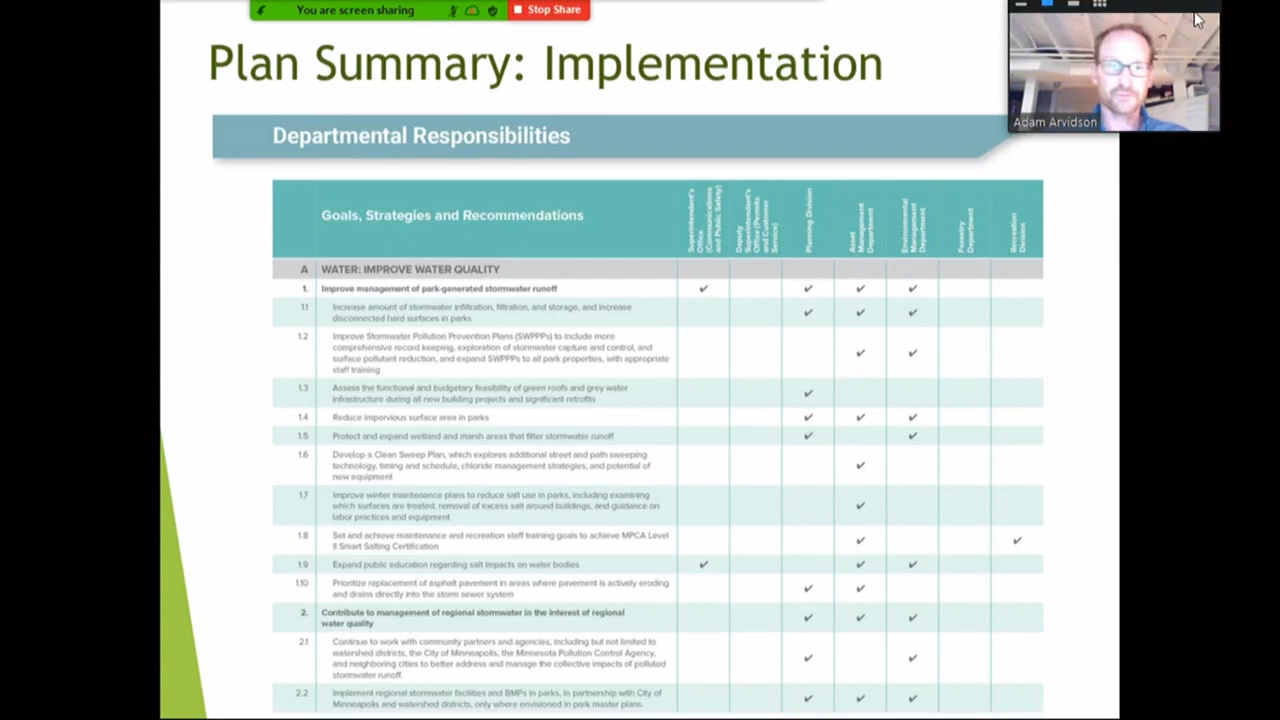 You are screen sharing
Stop Share
Plan Summary: Implementation
Adam Arvidson
Departmental Responsibilities
Goals, Strategies and Recommendations
Superintendent's
Office
(Communications
and Public Safety)
Deputy
Superintendent's
Office (Permits
and Customer
Service)
Planning Division
Asset
Management
Department
Environmental
Management
Department
Forestry
Department
Recreation
Division
A WATER: IMPROVE WATER QUALITY
1. Improve management of park-generated stormwater runoff ✓ ✓ ✓ ✓
1.1 Increase amount of stormwater infiltration, filtration, and storage, and increase
disconnected hard surfaces in parks ✓ ✓ ✓
1.2 Improve Stormwater Pollution Prevention Plans (SWPPPs) to include more
comprehensive record keeping, exploration of stormwater capture and control, and
surface pollutant reduction, and expand SWPPPs to all park properties, with appropriate ✓ ✓
staff training
1.3 Assess the functional and budgetary feasibility of green roofs and grey water
infrastructure during all new building projects and significant retrofits ✓
1.4 Reduce impervious surface area in parks ✓ ✓ ✓
1.5 Protect and expand wetland and marsh areas that filter stormwater runoff ✓ ✓
1.6 Develop a Clean Sweep Plan, which explores additional street and path sweeping
technology, timing and schedule, chloride management strategies, and potential of ✓
new equipment
1.7 Improve winter maintenance plans to reduce salt use in parks, including examining
which surfaces are treated, removal of excess salt around buildings, and guidance on ✓
labor practices and equipment
1.8 Set and achieve maintenance and recreation staff training goals to achieve MPCA Level
II Smart Salting Certification ✓ ✓
1.9 Expand public education regarding salt impacts on water bodies ✓ ✓ ✓
1.10 Prioritize replacement of asphalt pavement in areas where pavement is actively eroding
and drains directly into the storm sewer system ✓ ✓
2. Contribute to management of regional stormwater in the interest of regional
water quality ✓ ✓ ✓
2.1 Continue to work with community partners and agencies, including but not limited to
watershed districts, the City of Minneapolis, the Minnesota Pollution Control Agency,
and neighboring cities to better address and manage the collective impacts of polluted ✓ ✓
stormwater runoff.
2.2 Implement regional stormwater facilities and BMPs in parks, in partnership with City of
Minneapolis and watershed districts, only where envisioned in park master plans. ✓ ✓ ✓